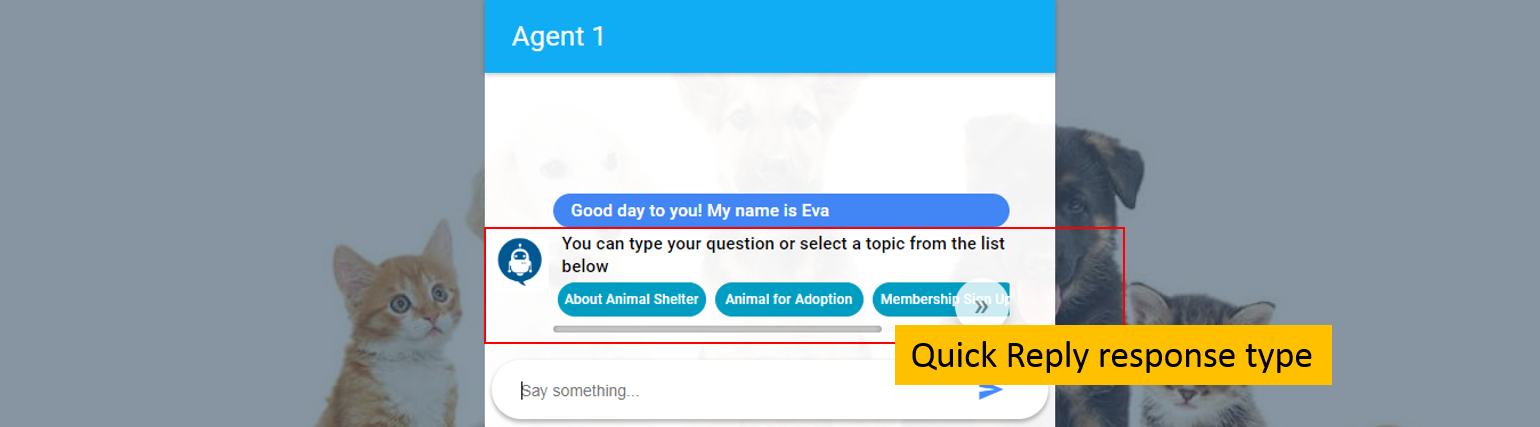 Agent 1
Good day to you! My name is Eva
You can type your question or select a topic from the list
below
About Animal Shelter
Animal for Adoption
Membership Sign Up
»
Quick Reply response type
Say something...